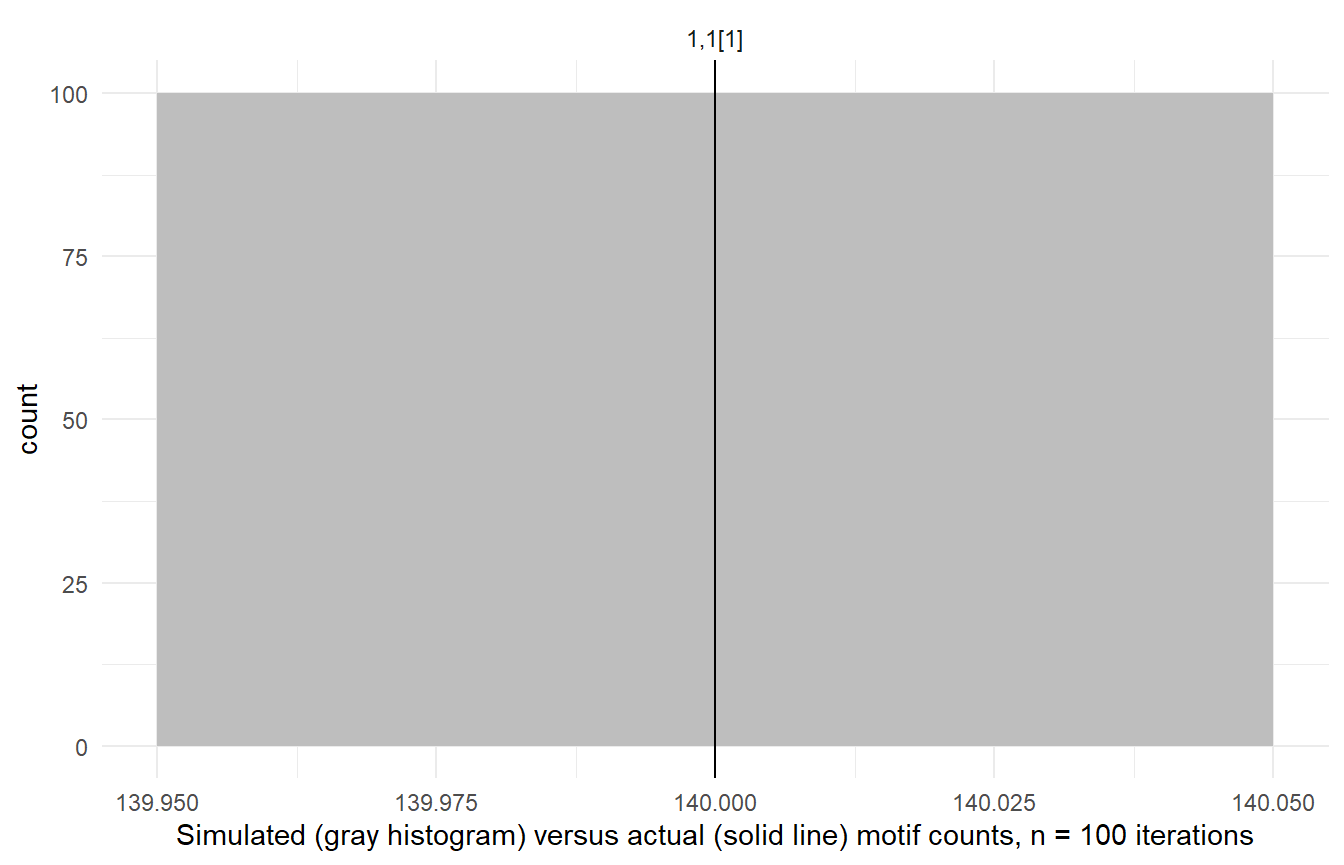 1,1[1]
100
75
50
25
0
count
139.950 139.975 140.000 140.025 140.050
Simulated (gray histogram) versus actual (solid line) motif counts, n = 100 iterations